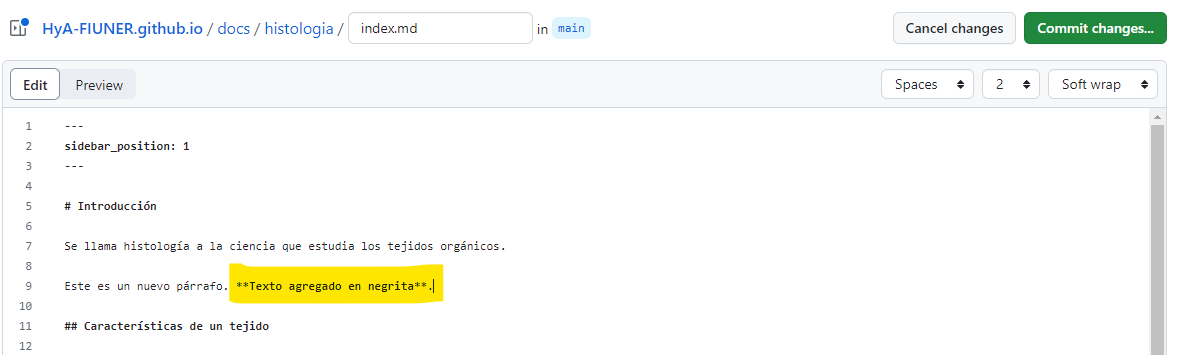 HyA-FIUNER.github.io / docs / histologia / index.md in main Cancel changes Commit changes...
Edit Preview Spaces 2 Soft wrap
1 ---
2 sidebar_position: 1
3 ---
4
5 # Introducción
6
7 Se llama histología a la ciencia que estudia los tejidos orgánicos.
8
9 Este es un nuevo párrafo. **Texto agregado en negrita**.
10
11 ## Características de un tejido
12